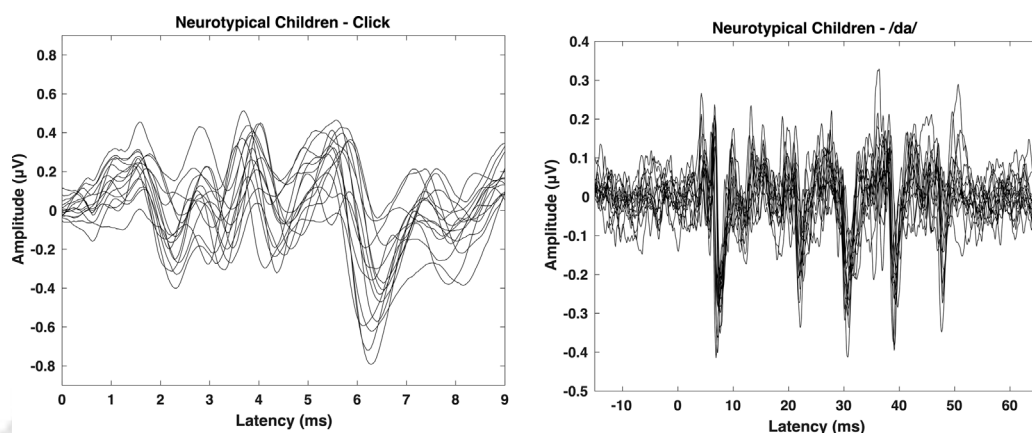 Neurotypical Children - Click
0.8
0.6
0.4
0.2
0
-0.2
-0.4
-0.6
-0.8
Amplitude (µV)
0 1 2 3 4 5 6 7 8 9
Latency (ms)
Neurotypical Children - /da/
0.4
0.3
0.2
0.1
0
-0.1
-0.2
-0.3
-0.4
-0.5
Amplitude (µV)
-10 0 10 20 30 40 50 60
Latency (ms)